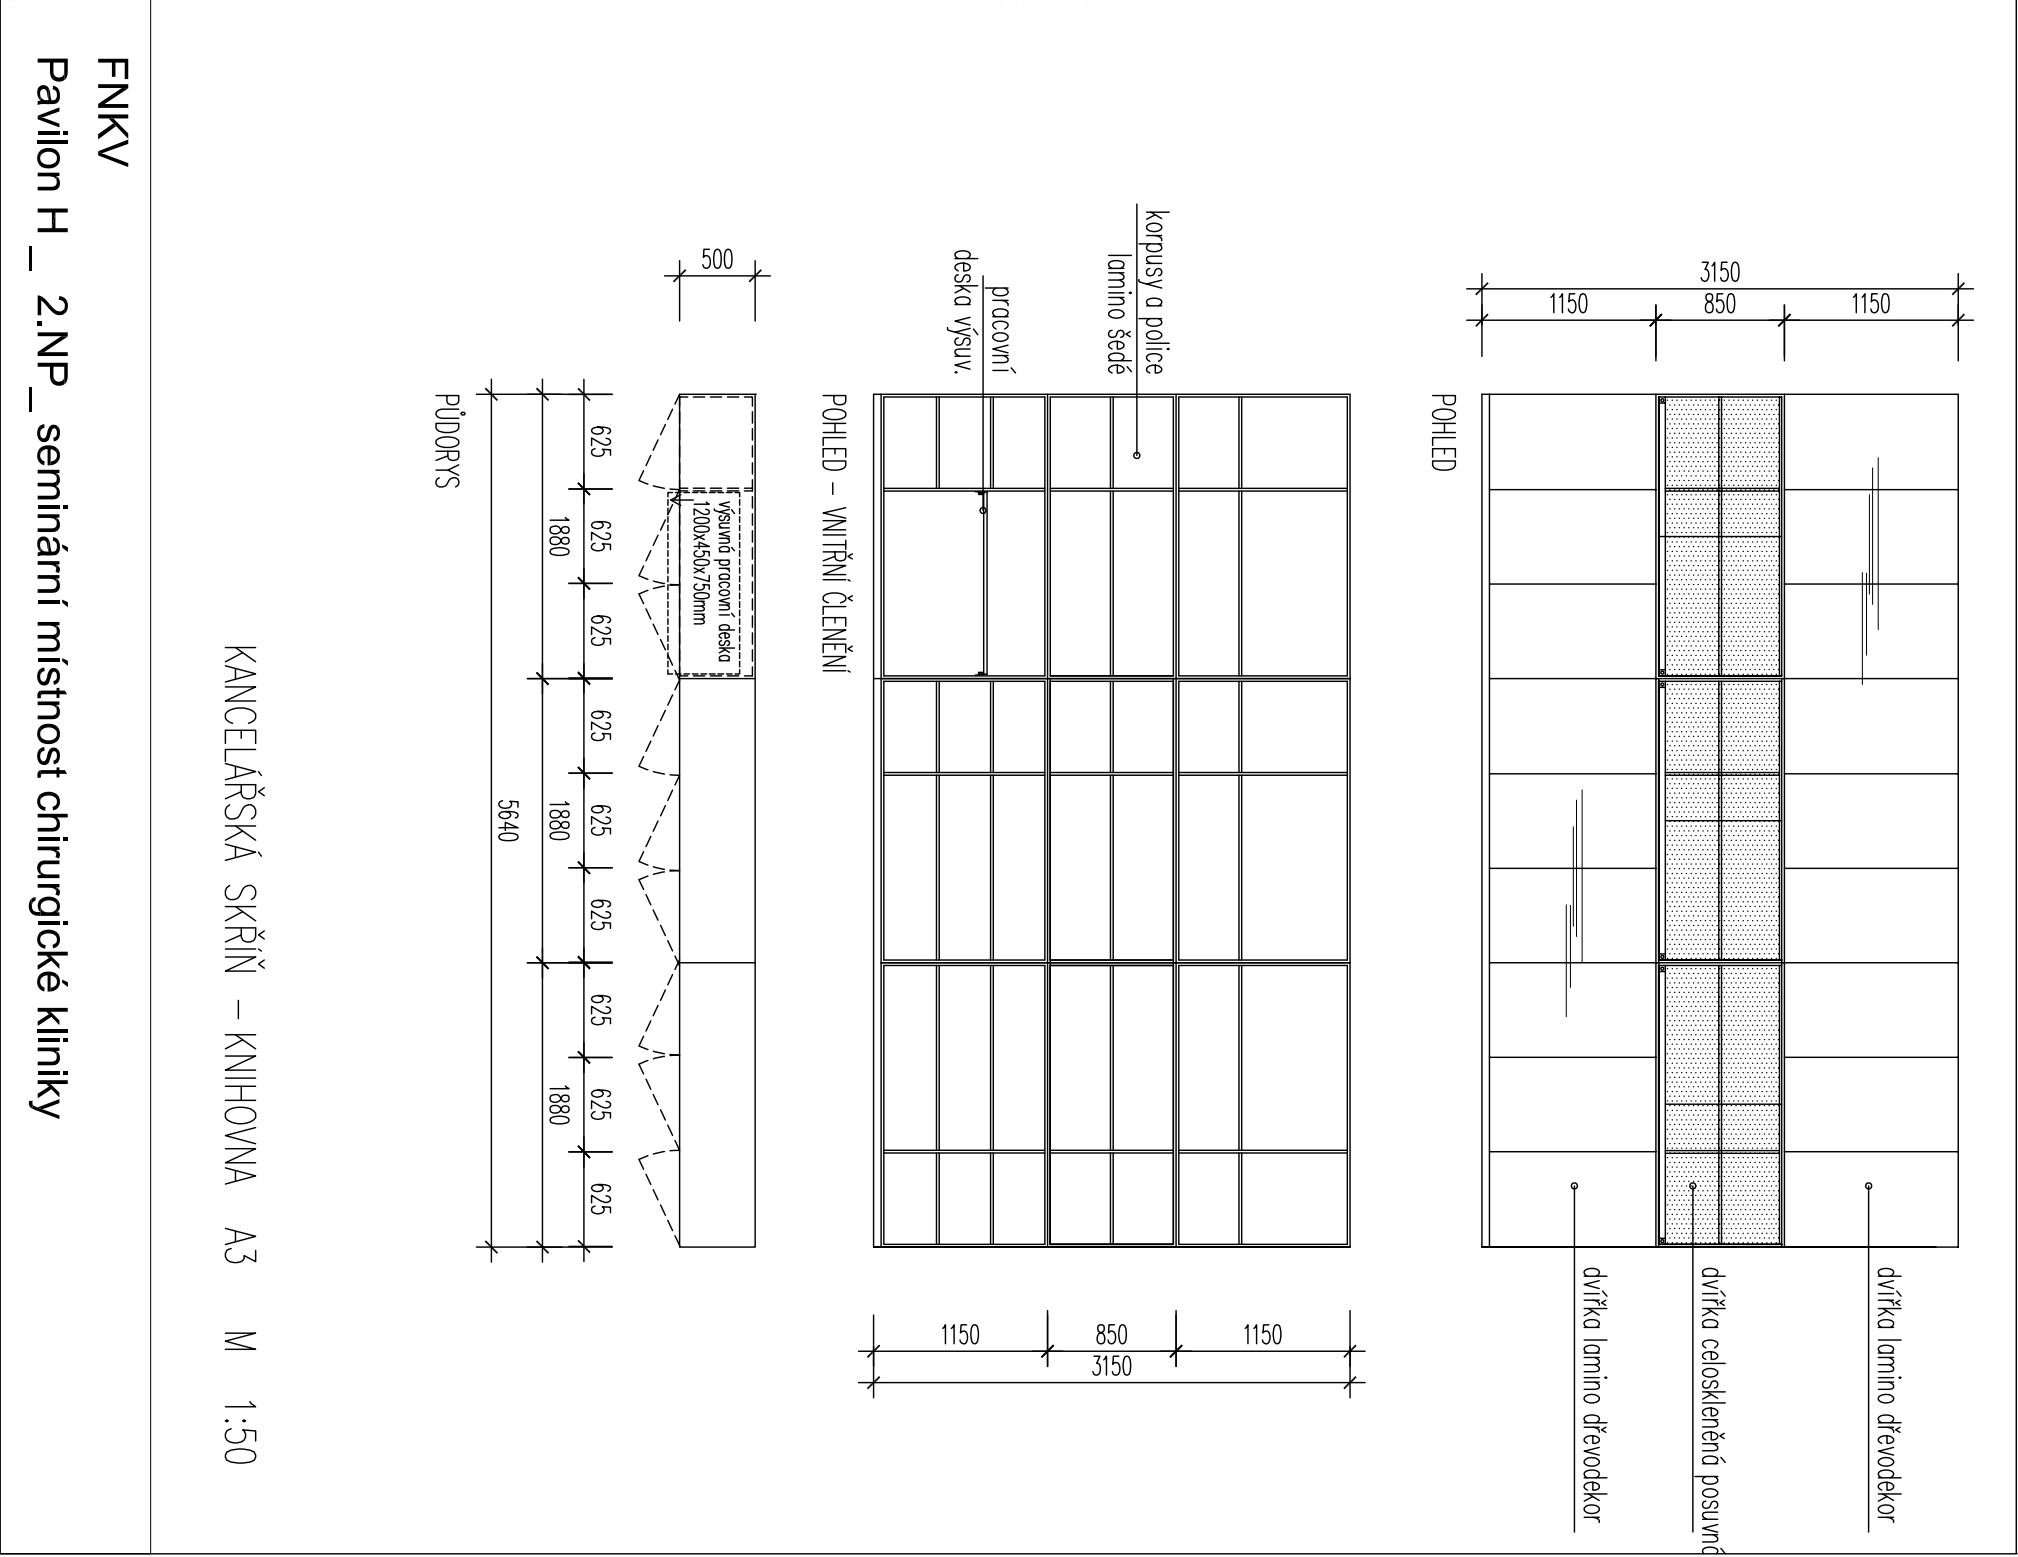 1150
850
1150
3150
dvířka lamino dřevodekor
dvířka celoskleněná posuvná
dvířka lamino dřevodekor
POHLED
korpusy a police
lamino šedé
pracovní
deska výsuv.
1150
850
1150
3150
POHLED – VNITŘNÍ ČLENĚNÍ
500
výsuvná pracovní deska
1200x450x750mm
625
625
625
625
625
625
625
625
625
1880
1880
1880
5640
PŮDORYS
KANCELÁŘSKÁ SKŘÍŇ – KNIHOVNA A3 M 1:50
FNKV
Pavilon H_ 2.NP_ seminární místnost chirurgické kliniky